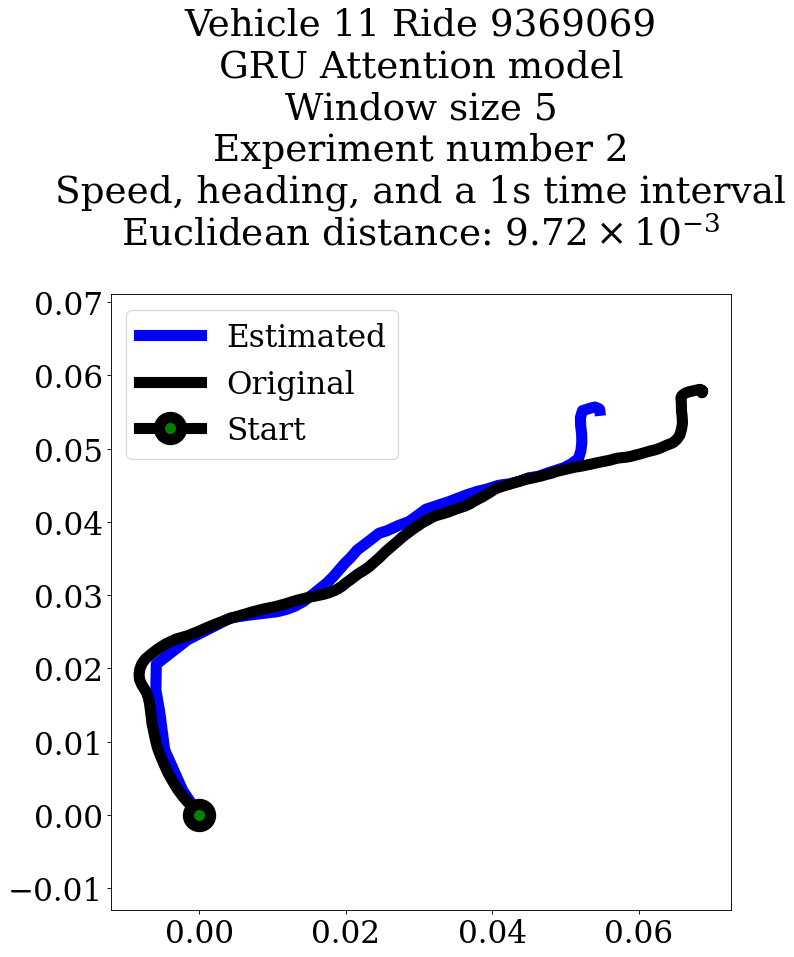 Vehicle 11 Ride 9369069
GRU Attention model
Window size 5
Experiment number 2
Speed, heading, and a 1s time interval
Euclidean distance: 9.72 × 10⁻³
0.07
0.06
0.05
0.04
0.03
0.02
0.01
0.00
−0.01
Estimated
Original
Start
0.00 0.02 0.04 0.06